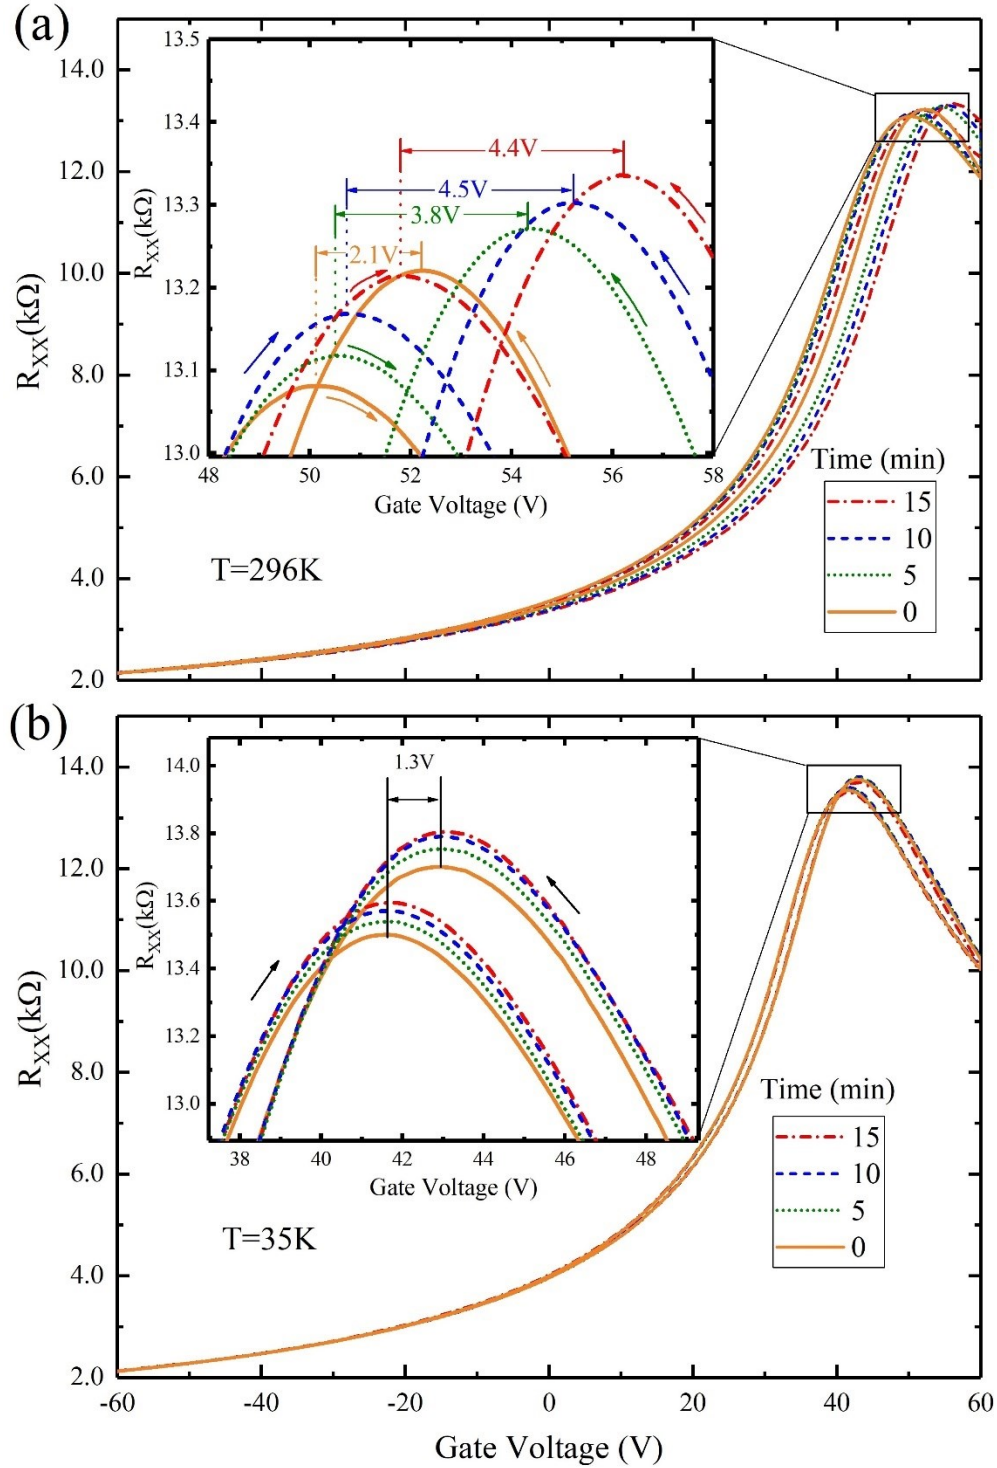 (a)
14.0
12.0
10.0
8.0
6.0
4.0
2.0
R_XX(kΩ)
13.5
13.4
13.3
13.2
13.1
13.0
R_XX(kΩ)
4.4V
4.5V
3.8V
2.1V
48 50 52 54 56 58
Gate Voltage (V)
T=296K
Time (min)
15
10
5
0
(b)
14.0
12.0
10.0
8.0
6.0
4.0
2.0
R_XX(kΩ)
14.0
13.8
13.6
13.4
13.2
13.0
R_XX(kΩ)
1.3V
38 40 42 44 46 48
Gate Voltage (V)
T=35K
Time (min)
15
10
5
0
-60 -40 -20 0 20 40 60
Gate Voltage (V)